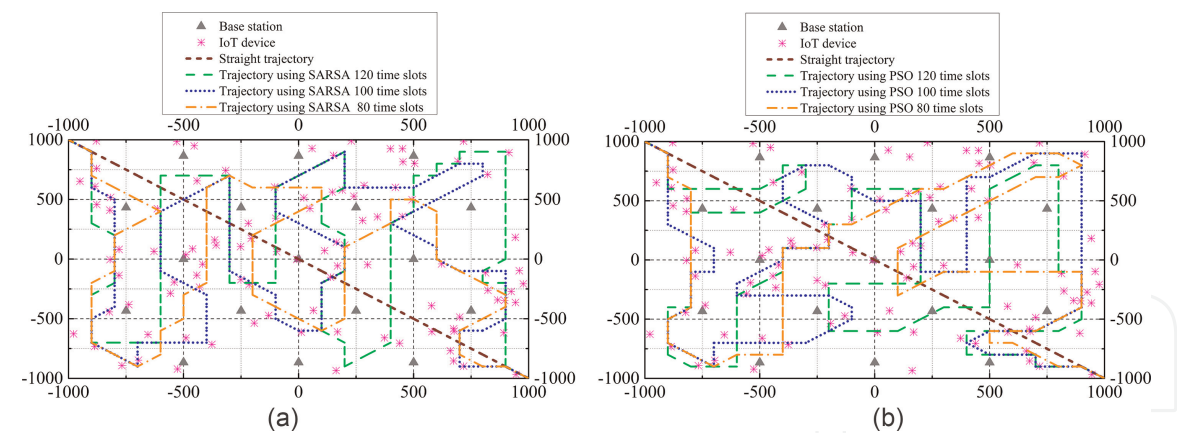 Base station
IoT device
Straight trajectory
Trajectory using SARSA 120 time slots
Trajectory using SARSA 100 time slots
Trajectory using SARSA 80 time slots
-1000 -500 0 500 1000
1000 1000
500 500
0 0
-500 -500
-1000 -1000
-1000 -500 0 500 1000
(a)
Base station
IoT device
Straight trajectory
Trajectory using PSO 120 time slots
Trajectory using PSO 100 time slots
Trajectory using PSO 80 time slots
-1000 -500 0 500 1000
1000 1000
500 500
0 0
-500 -500
-1000 -1000
-1000 -500 0 500 1000
(b)